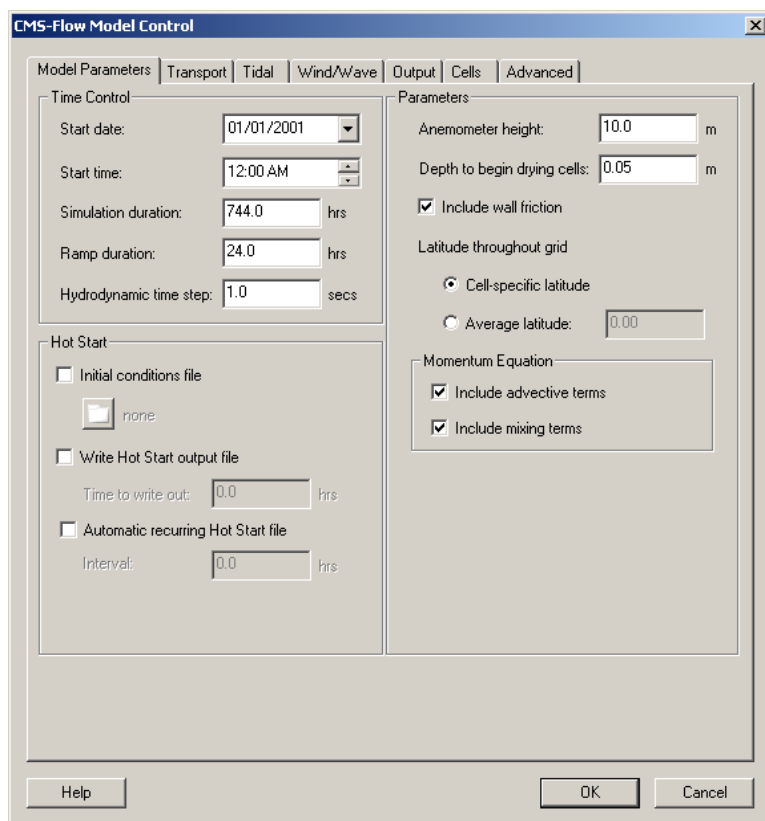 CMS-Flow Model Control
Model Parameters Transport Tidal Wind/Wave Output Cells Advanced
Time Control
Start date: 01/01/2001
Start time: 12:00 AM
Simulation duration: 744.0 hrs
Ramp duration: 24.0 hrs
Hydrodynamic time step: 1.0 secs
Hot Start
Initial conditions file
none
Write Hot Start output file
Time to write out: 0.0 hrs
Automatic recurring Hot Start file
Interval: 0.0 hrs
Parameters
Anemometer height: 10.0 m
Depth to begin drying cells: 0.05 m
Include wall friction
Latitude throughout grid
Cell-specific latitude
Average latitude: 0.00
Momentum Equation
Include advective terms
Include mixing terms
Help OK Cancel